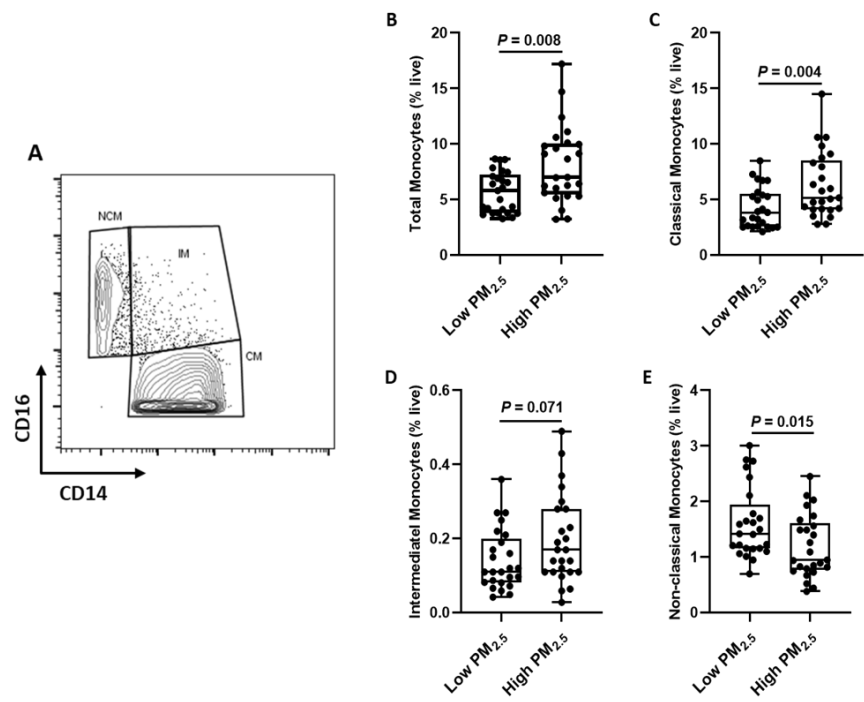 A
NCM
IM
CM
CD16
CD14
B
Total Monocytes (% live)
20
15
10
5
0
P = 0.008
Low PM2.5
High PM2.5
C
Classical Monocytes (% live)
20
15
10
5
0
P = 0.004
Low PM2.5
High PM2.5
D
Intermediatel Monocytes (% live)
0.6
0.4
0.2
0.0
P = 0.071
Low PM2.5
High PM2.5
E
Non-classical Monocytes (% live)
4
3
2
1
0
P = 0.015
Low PM2.5
High PM2.5